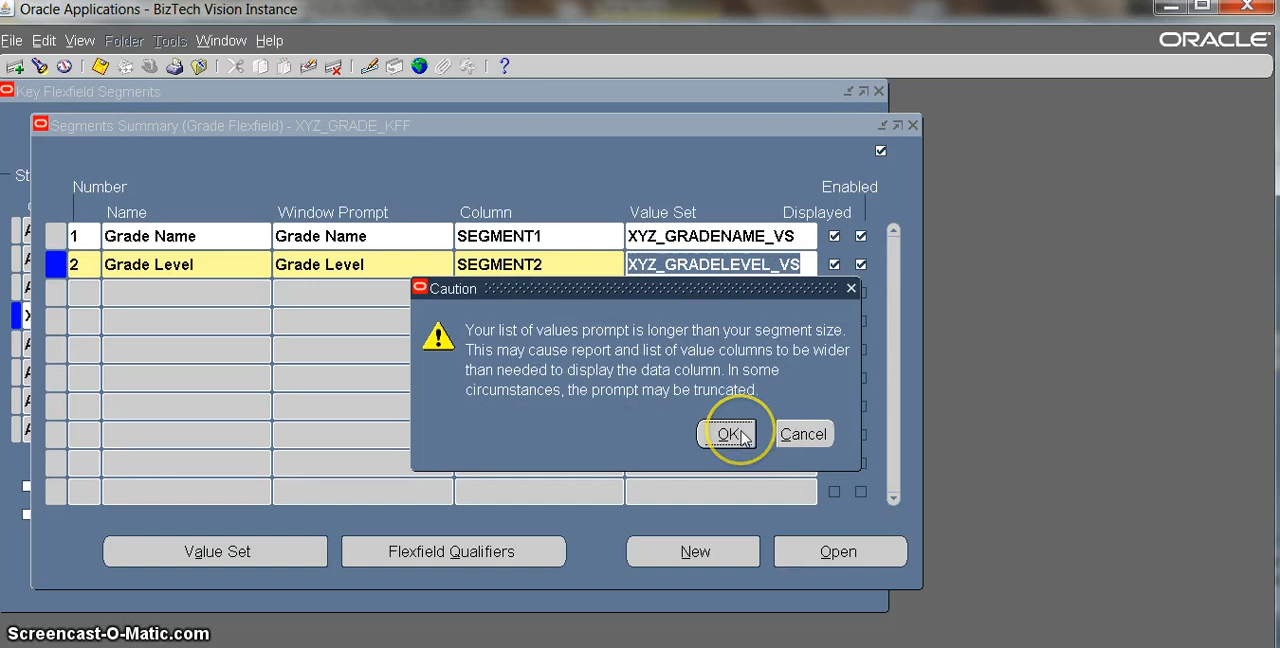 Oracle Applications - BizTech Vision Instance
File Edit View Folder Tools Window Help
ORACLE
Key Flexfield Segments
Segments Summary (Grade Flexfield) - XYZ_GRADE_KFF
St
Number
Enabled
Name Window Prompt Column Value Set Displayed
1 Grade Name Grade Name SEGMENT1 XYZ_GRADENAME_VS
2 Grade Level Grade Level SEGMENT2 XYZ_GRADELEVEL_VS
Caution
Your list of values prompt is longer than your segment size.
This may cause report and list of value columns to be wider
than needed to display the data column. In some
circumstances, the prompt may be truncated.
OK Cancel
Value Set Flexfield Qualifiers New Open
Screencast-O-Matic.com